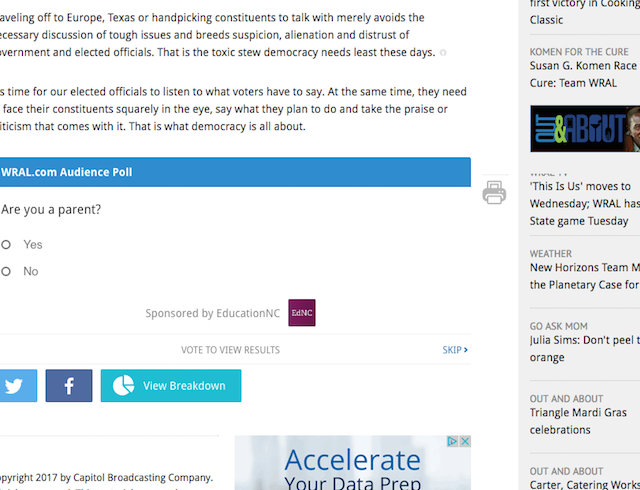 to Europe, Texas or handpicking constituents to talk with merely avoids the
discussion of tough issues and breeds suspicion, alienation and distrust of
and elected officials. That is the toxic stew democracy needs least these days.
time for our elected officials to listen to what voters have to say. At the same time, they need
face their constituents squarely in the eye, say what they plan to do and take the praise or
that comes with it. That is what democracy is all about.
WRAL.com Audience Poll
Are you a parent?
Yes
No
Sponsored by EducationNC
EdNC
VOTE TO VIEW RESULTS
SKIP
View Breakdown
2017 by Capitol Broadcasting Company.
Accelerate
Your Data Prep
first victory in Cooking
Classic
KOMEN FOR THE CURE
Susan G. Komen Race
Cure: Team WRAL
OUT&ABOUT
WRAL-TV
'This Is Us' moves to
Wednesday; WRAL has
State game Tuesday
WEATHER
New Horizons Team M
the Planetary Case for
GO ASK MOM
Julia Sims: Don't peel t
orange
OUT AND ABOUT
Triangle Mardi Gras
celebrations
OUT AND ABOUT
Carter, Catering Works